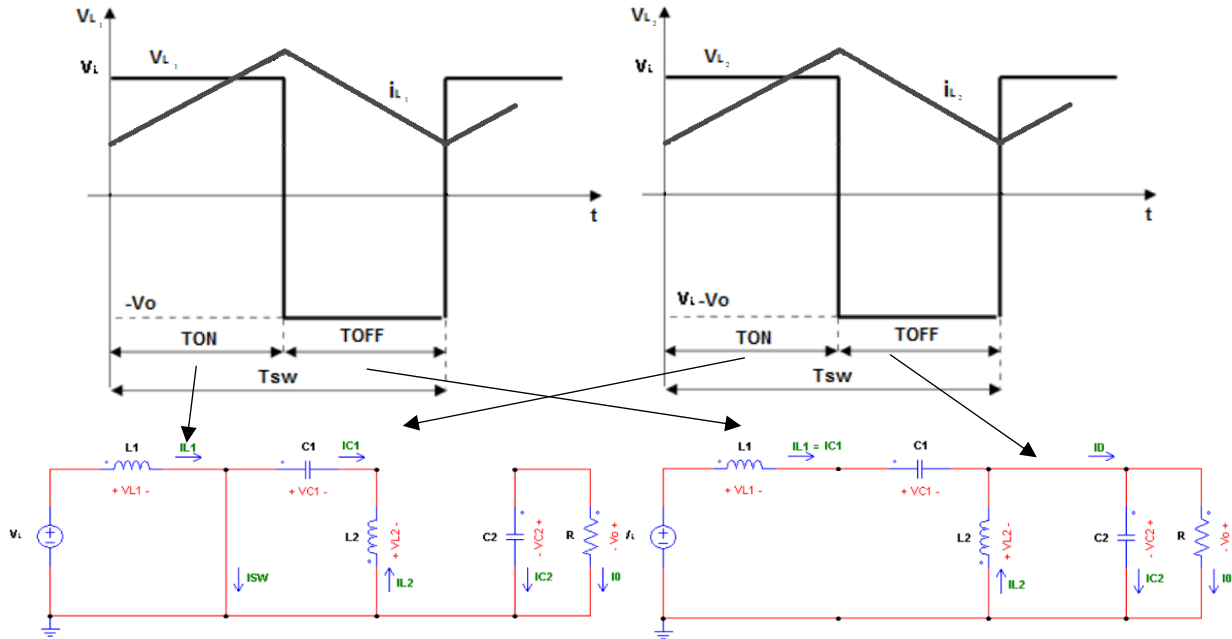 VL1
VL1
Vi
iL1
t
-Vo
TON
TOFF
Tsw
VL2
VL2
Vi
iL2
t
Vi-Vo
TON
TOFF
Tsw
L1
IL1
C1
IC1
+ VL1 -
+ VC1 -
Vi
L2
+ VL2 -
C2
- VC2 +
R
- Vo +
ISW
IL2
IC2
I0
L1
IL1 = IC1
C1
ID
+ VL1 -
+ VC1 -
L2
+ VL2 -
C2
- VC2 +
R
- Vo +
IL2
IC2
I0